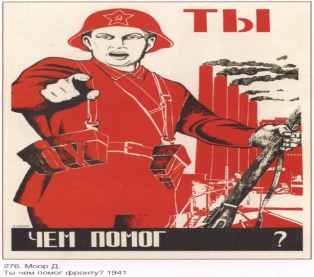 ТЫ
ЧЕМ ПОМОГ ?
276. Моор Д.
Ты чем помог фронту? 1941